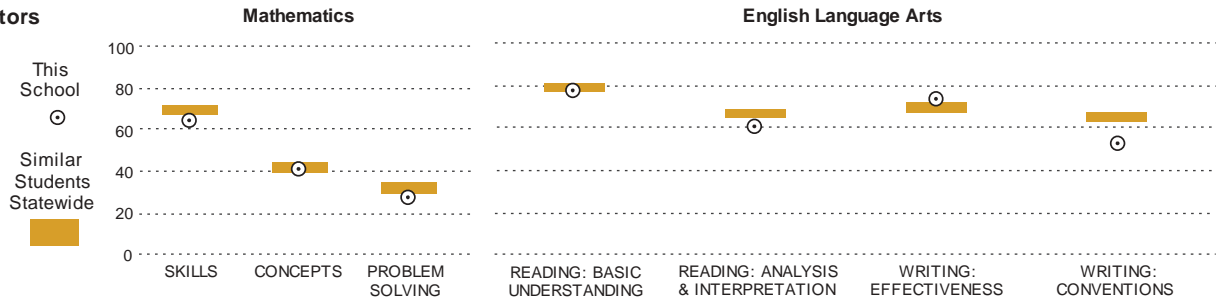 tors
Mathematics
English Language Arts
This
School
Similar
Students
Statewide
100
80
60
40
20
0
SKILLS
CONCEPTS
PROBLEM
SOLVING
READING: BASIC
UNDERSTANDING
READING: ANALYSIS
& INTERPRETATION
WRITING:
EFFECTIVENESS
WRITING:
CONVENTIONS